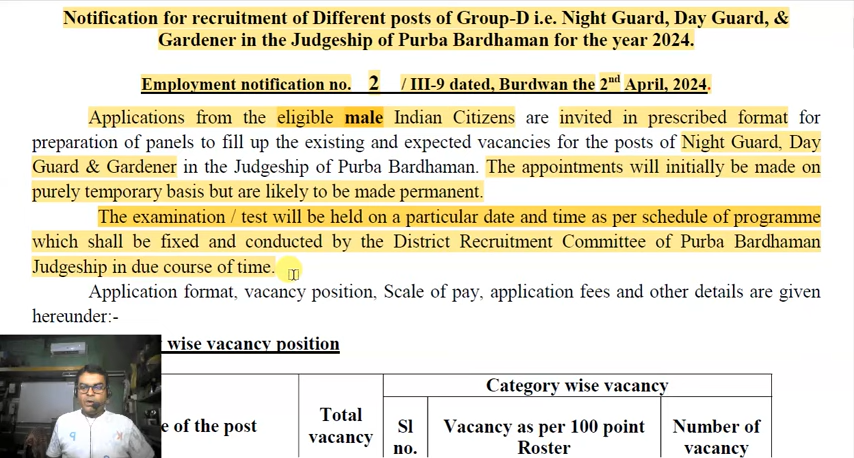 Notification for recruitment of Different posts of Group-D i.e. Night Guard, Day Guard, &
Gardener in the Judgeship of Purba Bardhaman for the year 2024.
Employment notification no. 2 / III-9 dated, Burdwan the 2nd April, 2024.
Applications from the eligible male Indian Citizens are invited in prescribed format for
preparation of panels to fill up the existing and expected vacancies for the posts of Night Guard, Day
Guard & Gardener in the Judgeship of Purba Bardhaman. The appointments will initially be made on
purely temporary basis but are likely to be made permanent.
The examination / test will be held on a particular date and time as per schedule of programme
which shall be fixed and conducted by the District Recruitment Committee of Purba Bardhaman
Judgeship in due course of time.
Application format, vacancy position, Scale of pay, application fees and other details are given
hereunder:-
wise vacancy position
Category wise vacancy
e of the post
Total
vacancy
Sl
no.
Vacancy as per 100 point
Roster
Number of
vacancy